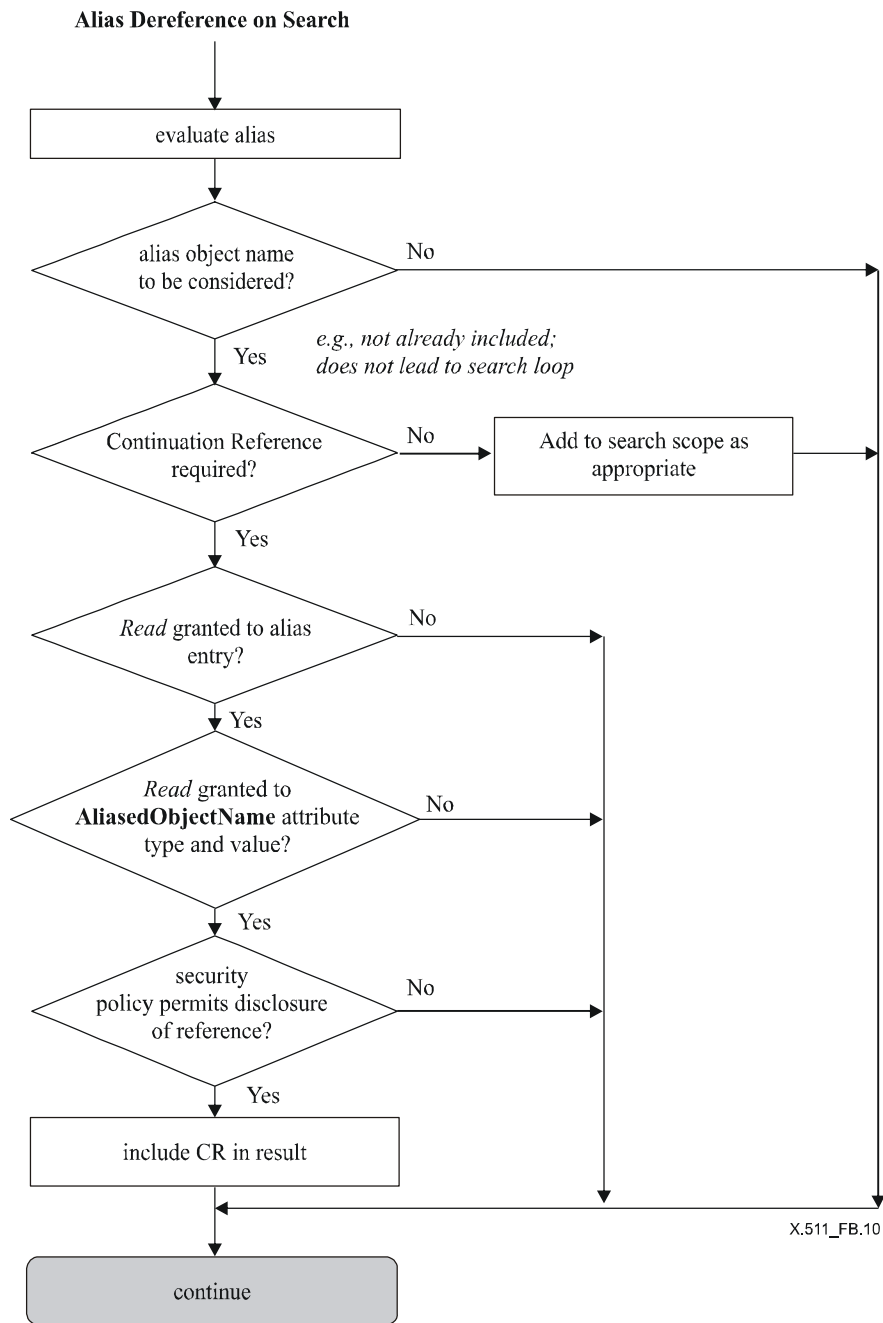 Alias Dereference on Search
evaluate alias
alias object name
to be considered?
No
Yes
e.g., not already included;
does not lead to search loop
Continuation Reference
required?
No
Add to search scope as
appropriate
Yes
Read granted to alias
entry?
No
Yes
Read granted to
AliasedObjectName attribute
type and value?
No
Yes
security
policy permits disclosure
of reference?
No
Yes
include CR in result
X.511_FB.10
continue